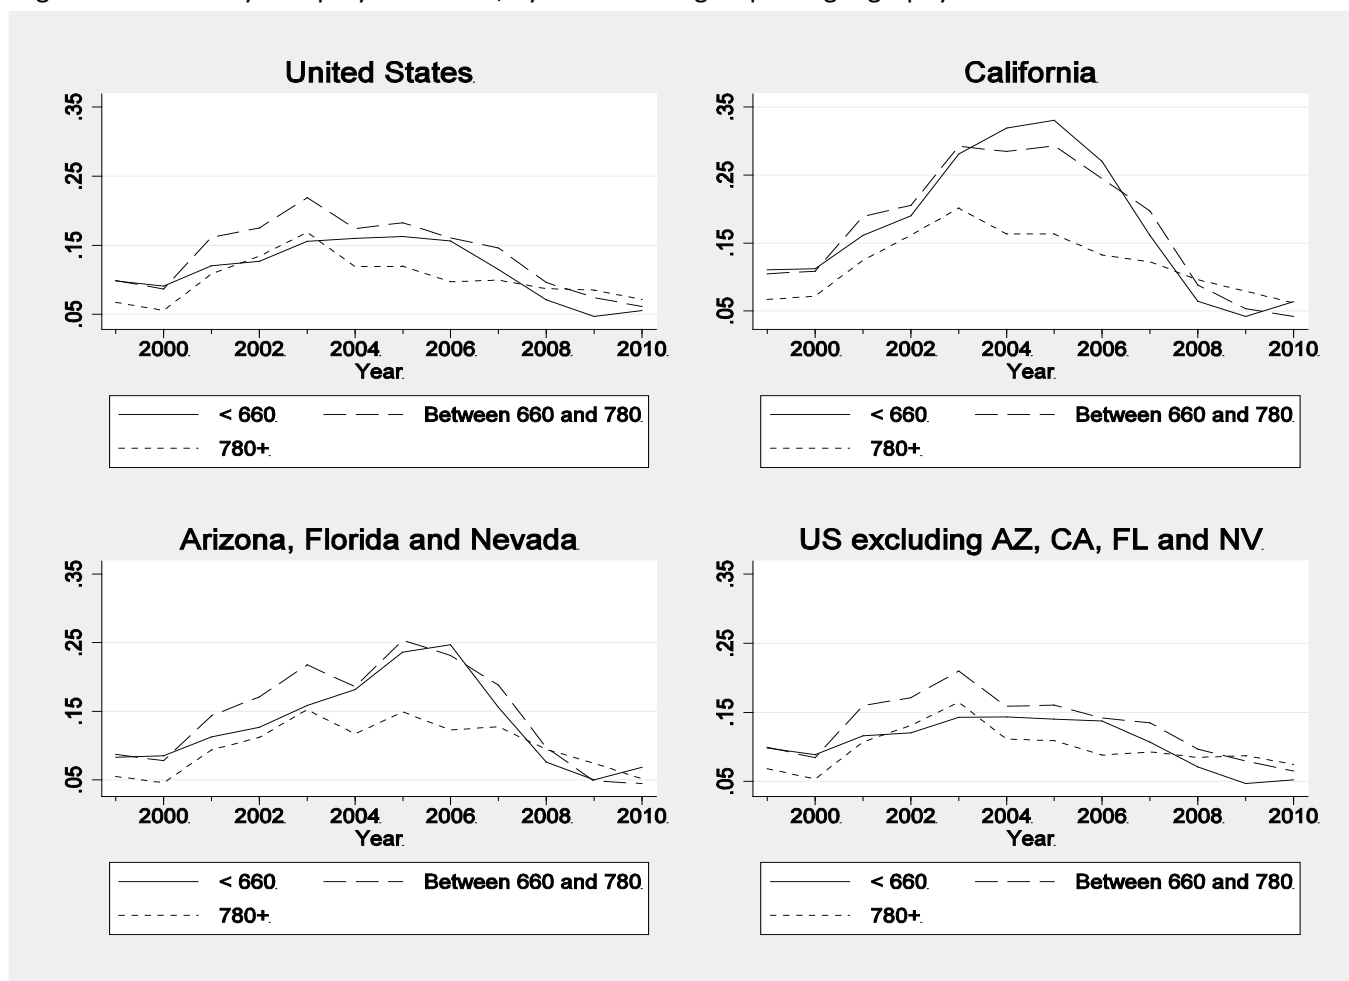 United States
California
.35
.25
.15
.05
2000 2002 2004 2006 2008 2010
Year
< 660 Between 660 and 780
780+
.35
.25
.15
.05
2000 2002 2004 2006 2008 2010
Year
< 660 Between 660 and 780
780+
Arizona, Florida and Nevada
US excluding AZ, CA, FL and NV
.35
.25
.15
.05
2000 2002 2004 2006 2008 2010
Year
< 660 Between 660 and 780
780+
.35
.25
.15
.05
2000 2002 2004 2006 2008 2010
Year
< 660 Between 660 and 780
780+